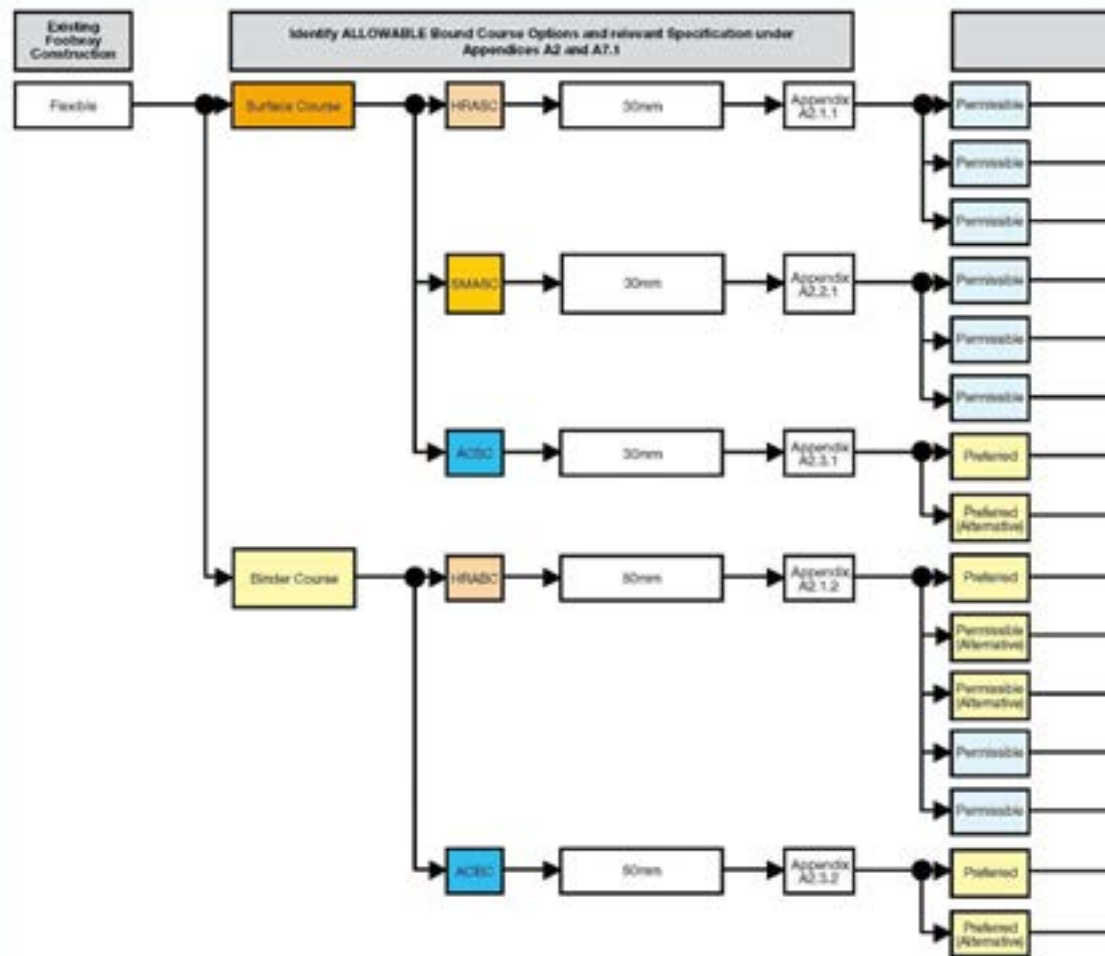 Existing
Footway
Construction
Identify ALLOWABLE Bound Course Options and relevant Specification under
Appendices A2 and A7.1
Flexible
Surface Course
HRASC
30mm
Appendix
A2.1.1
Permissible
Permissible
Permissible
SMASC
30mm
Appendix
A2.2.1
Permissible
Permissible
Permissible
ACSC
30mm
Appendix
A2.3.1
Preferred
Preferred
(Alternative)
Binder Course
HRABC
Appendix
A2.1.2
Preferred
Permissible
(Alternative)
Permissible
(Alternative)
Permissible
Permissible
ACBC
Appendix
A2.3.2
Preferred
Preferred
(Alternative)